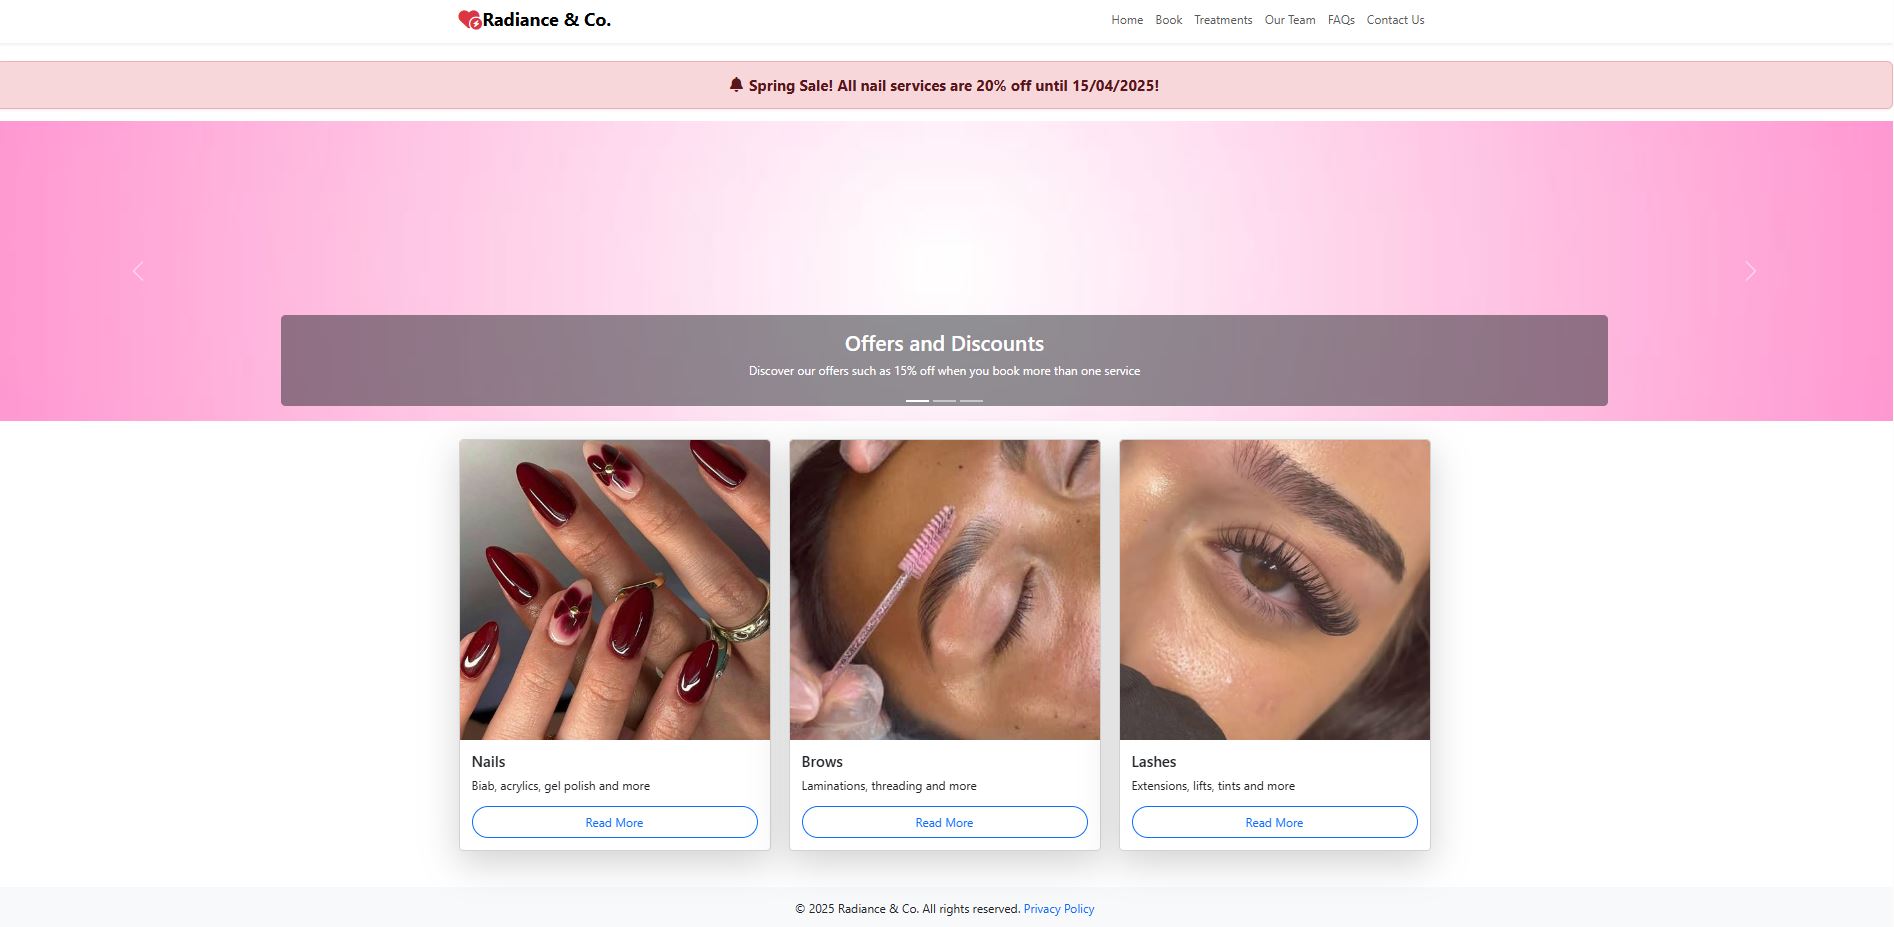 Radiance & Co.
Home Book Treatments Our Team FAQs Contact Us
Spring Sale! All nail services are 20% off until 15/04/2025!
Offers and Discounts
Discover our offers such as 15% off when you book more than one service
Nails
Biab, acrylics, gel polish and more
Read More
Brows
Laminations, threading and more
Read More
Lashes
Extensions, lifts, tints and more
Read More
© 2025 Radiance & Co. All rights reserved. Privacy Policy